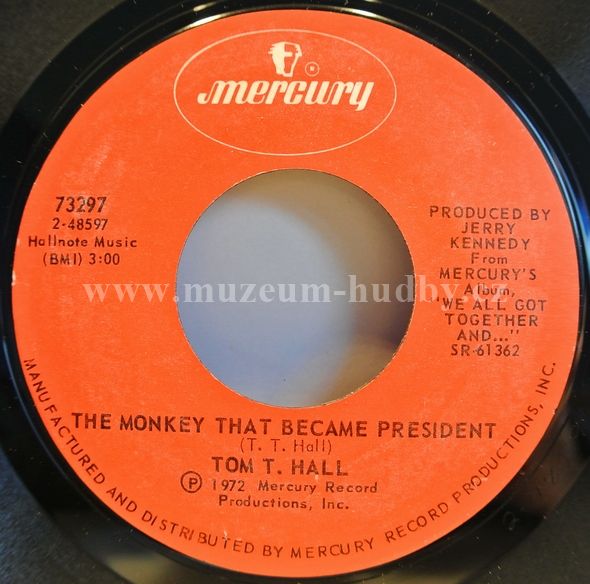 mercury
73297
2-48597
Hallnote Music
(BMI) 3:00
PRODUCED BY
JERRY
KENNEDY
From
MERCURY'S
Album,
"WE ALL GOT
TOGETHER
AND..."
SR-61362
www.muzeum-hudby.cz
THE MONKEY THAT BECAME PRESIDENT
(T. T. Hall)
TOM T. HALL
Ⓟ 1972 Mercury Record
Productions, Inc.
MANUFACTURED AND DISTRIBUTED BY MERCURY RECORD PRODUCTIONS, INC.